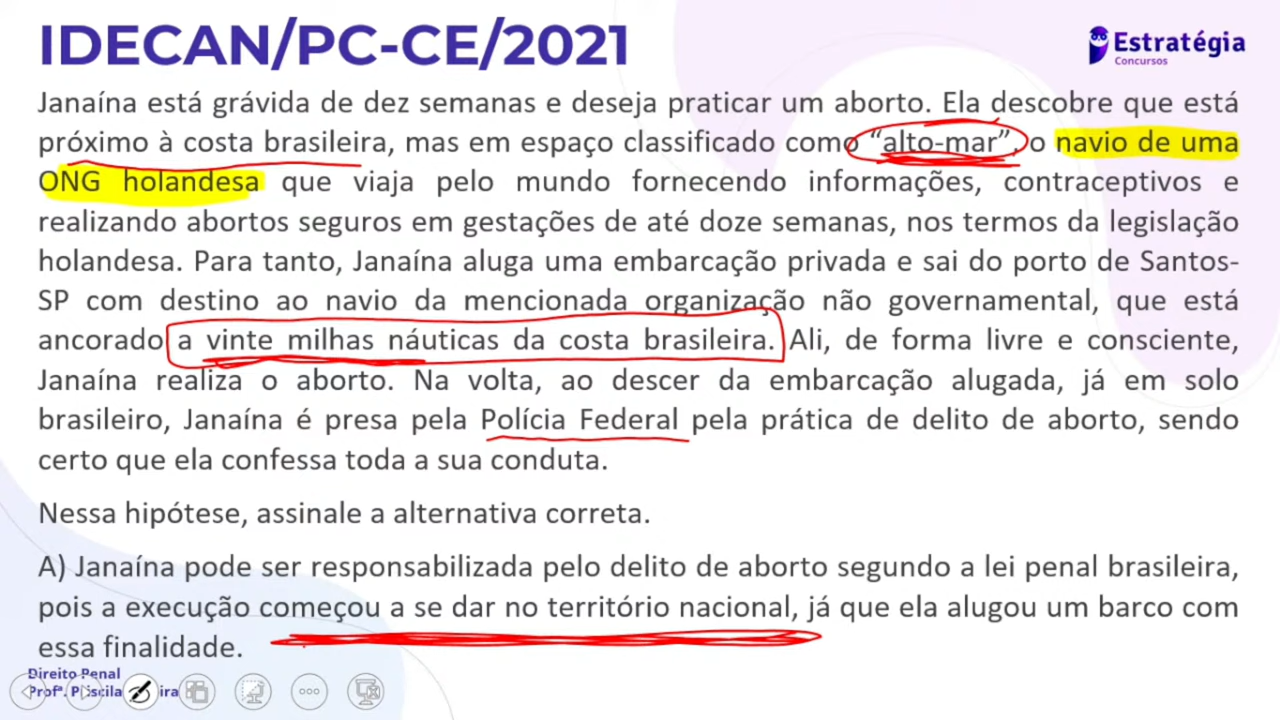 IDECAN/PC-CE/2021
Estratégia
Concursos
Janaína está grávida de dez semanas e deseja praticar um aborto. Ela descobre que está
próximo à costa brasileira, mas em espaço classificado como “alto-mar”, o navio de uma
ONG holandesa que viaja pelo mundo fornecendo informações, contraceptivos e
realizando abortos seguros em gestações de até doze semanas, nos termos da legislação
holandesa. Para tanto, Janaína aluga uma embarcação privada e sai do porto de Santos-
SP com destino ao navio da mencionada organização não governamental, que está
ancorado a vinte milhas náuticas da costa brasileira. Ali, de forma livre e consciente,
Janaína realiza o aborto. Na volta, ao descer da embarcação alugada, já em solo
brasileiro, Janaína é presa pela Polícia Federal pela prática de delito de aborto, sendo
certo que ela confessa toda a sua conduta.
Nessa hipótese, assinale a alternativa correta.
A) Janaína pode ser responsabilizada pelo delito de aborto segundo a lei penal brasileira,
pois a execução começou a se dar no território nacional, já que ela alugou um barco com
essa finalidade.
Direito Penal
Profª.